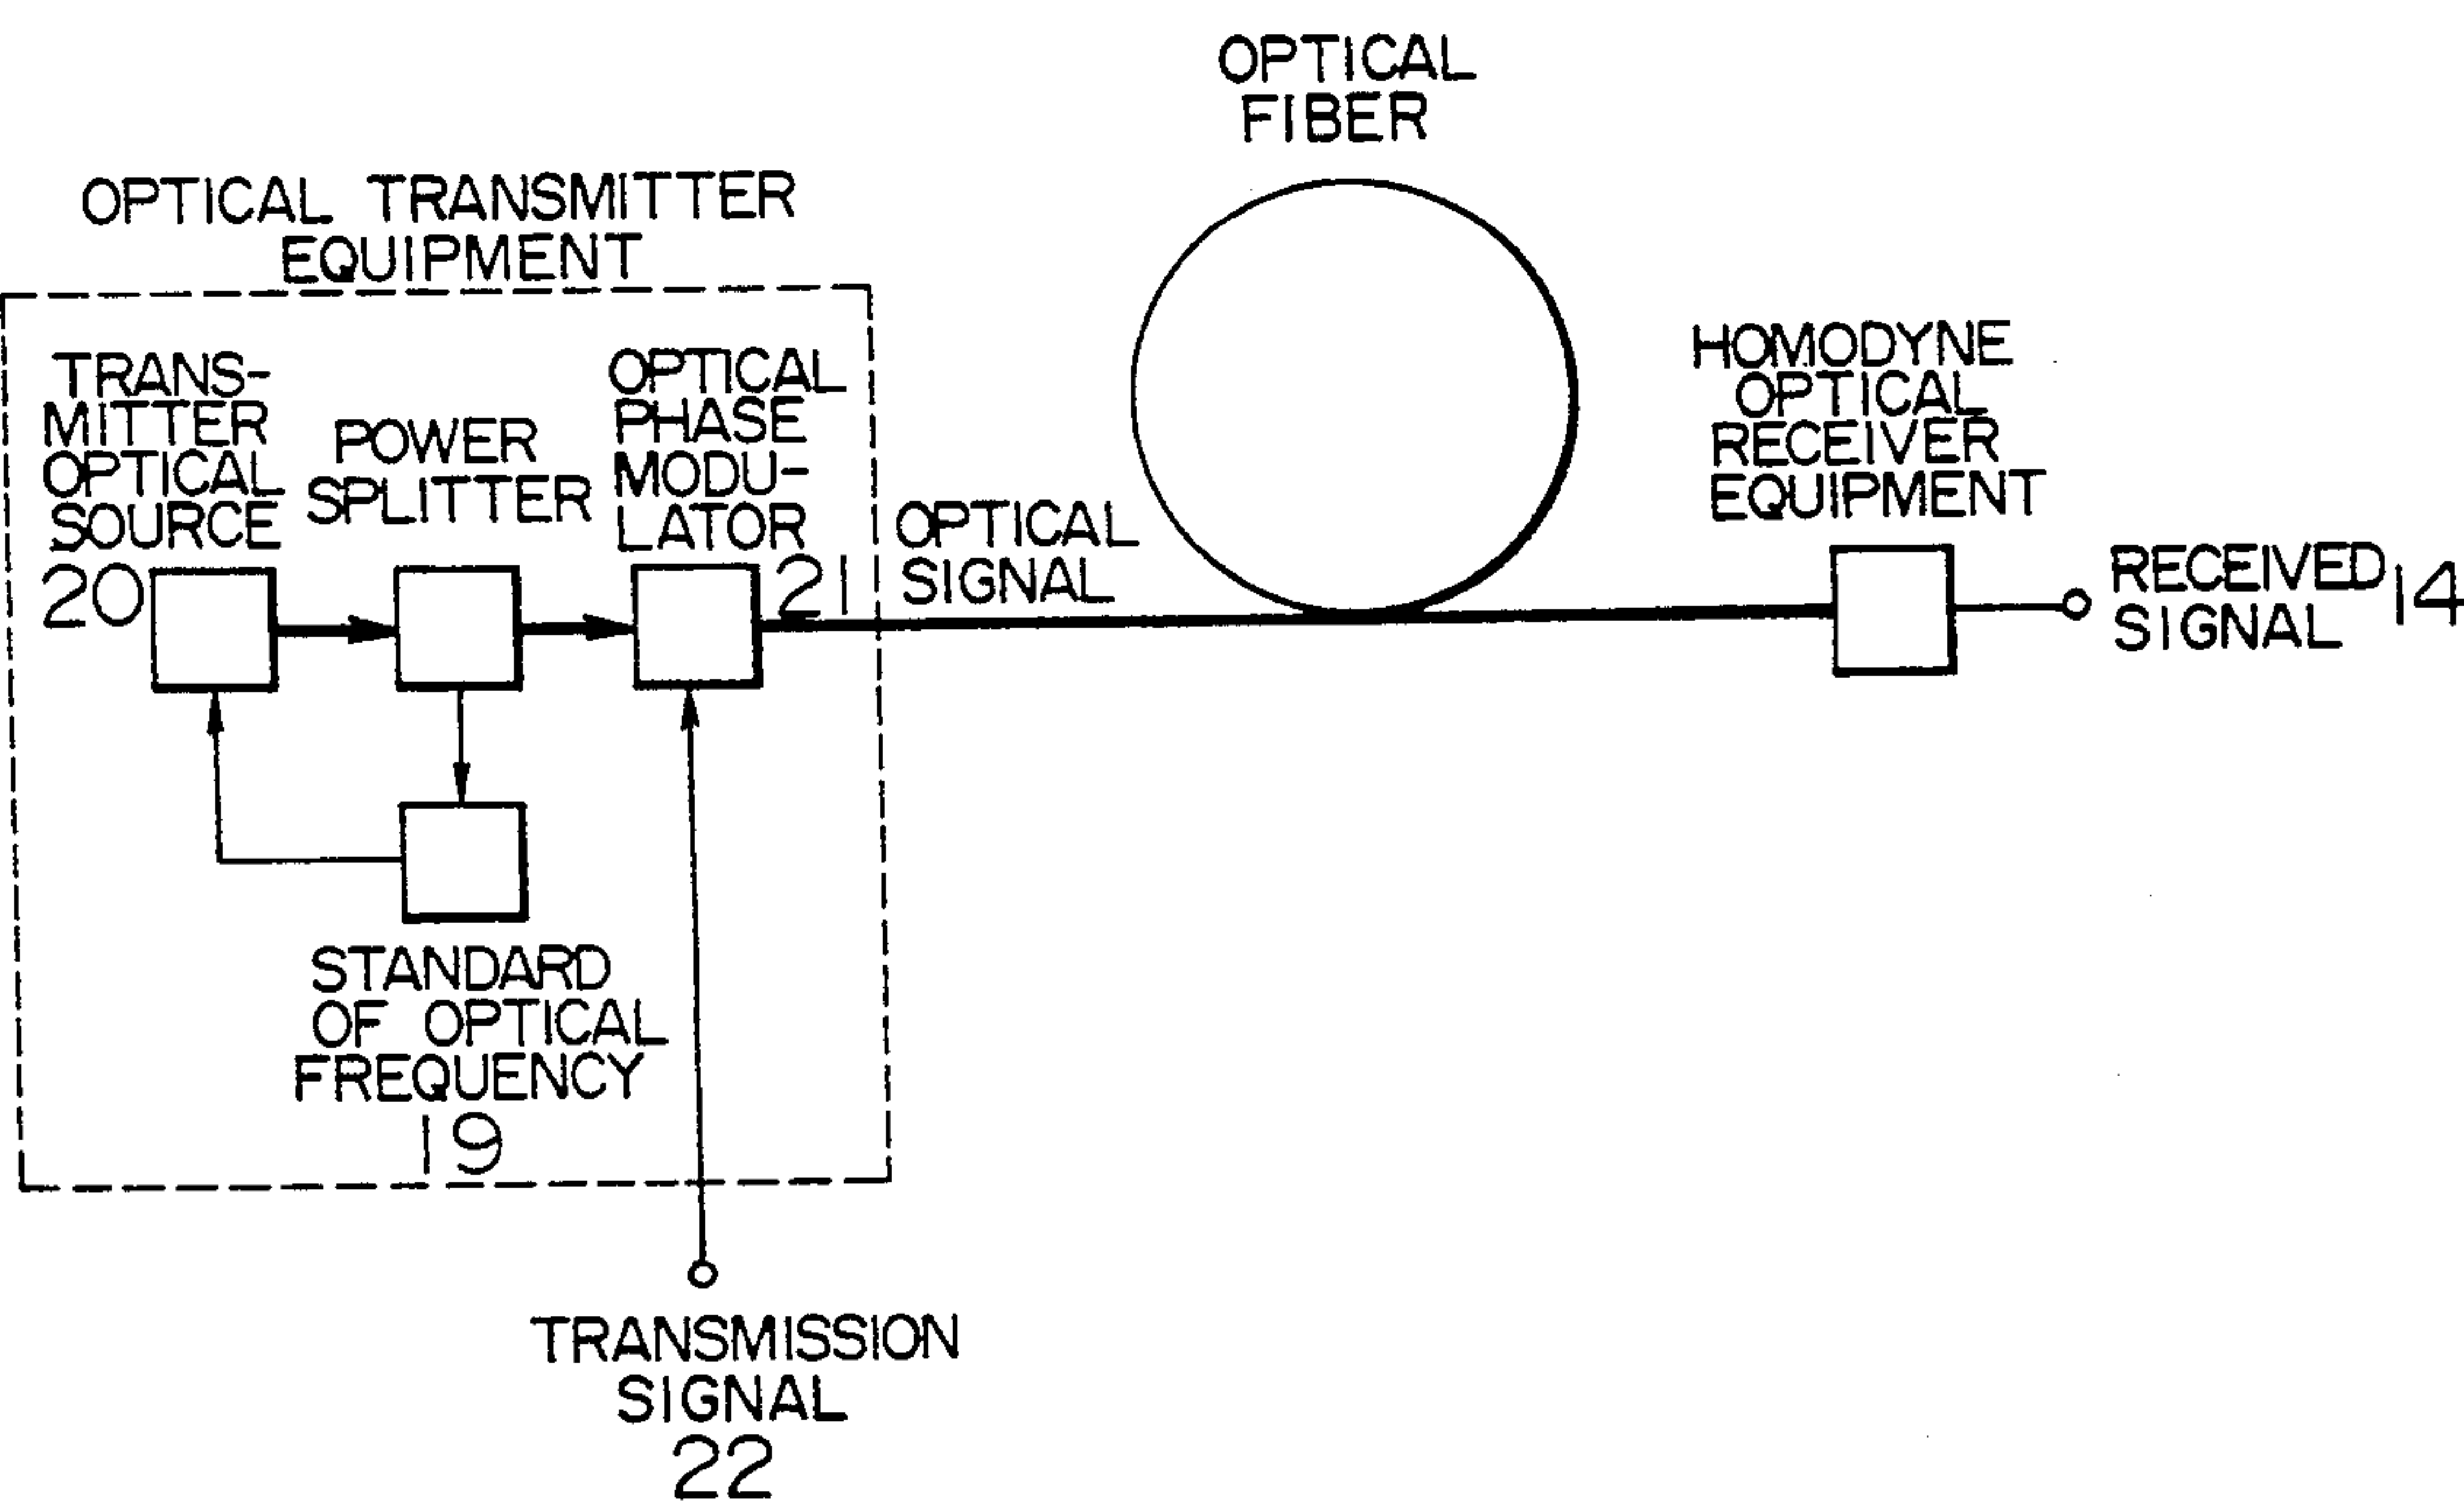 OPTICAL
FIBER
OPTICAL TRANSMITTER
EQUIPMENT
TRANS-
MITTER
OPTICAL
SOURCE
20
POWER
SPLITTER
OPTICAL
PHASE
MODU-
LATOR
21
OPTICAL
SIGNAL
HOMODYNE
OPTICAL
RECEIVER
EQUIPMENT
RECEIVED
SIGNAL
14
STANDARD
OF OPTICAL
FREQUENCY
19
TRANSMISSION
SIGNAL
22